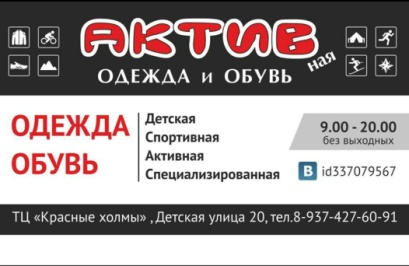 АКТИВ
ная
ОДЕЖДА И ОБУВЬ
ОДЕЖДА
ОБУВЬ
Детская
Спортивная
Активная
Специализированная
9.00 - 20.00
без выходных
В id337079567
ТЦ «Красные холмы» , Детская улица 20, тел.8-937-427-60-91